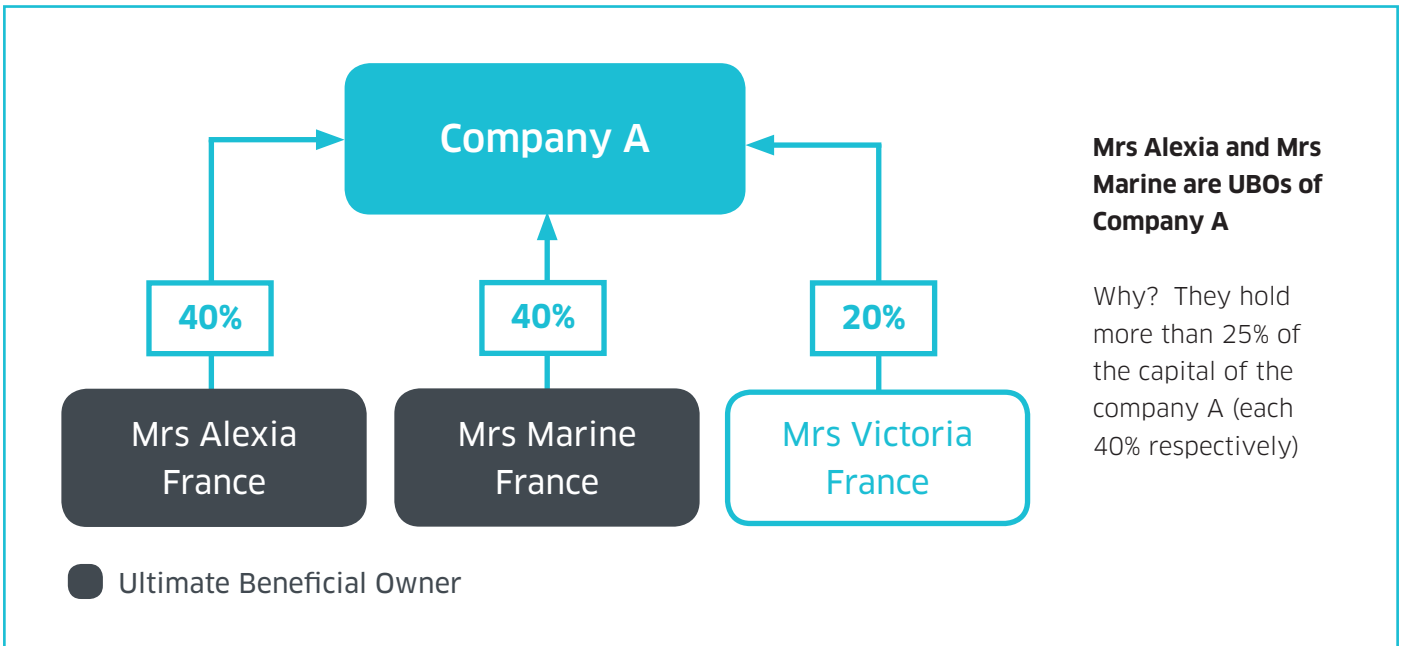 Company A
40%
40%
20%
Mrs Alexia
France
Mrs Marine
France
Mrs Victoria
France
Ultimate Beneficial Owner
Mrs Alexia and Mrs
Marine are UBOs of
Company A
Why? They hold
more than 25% of
the capital of the
company A (each
40% respectively)